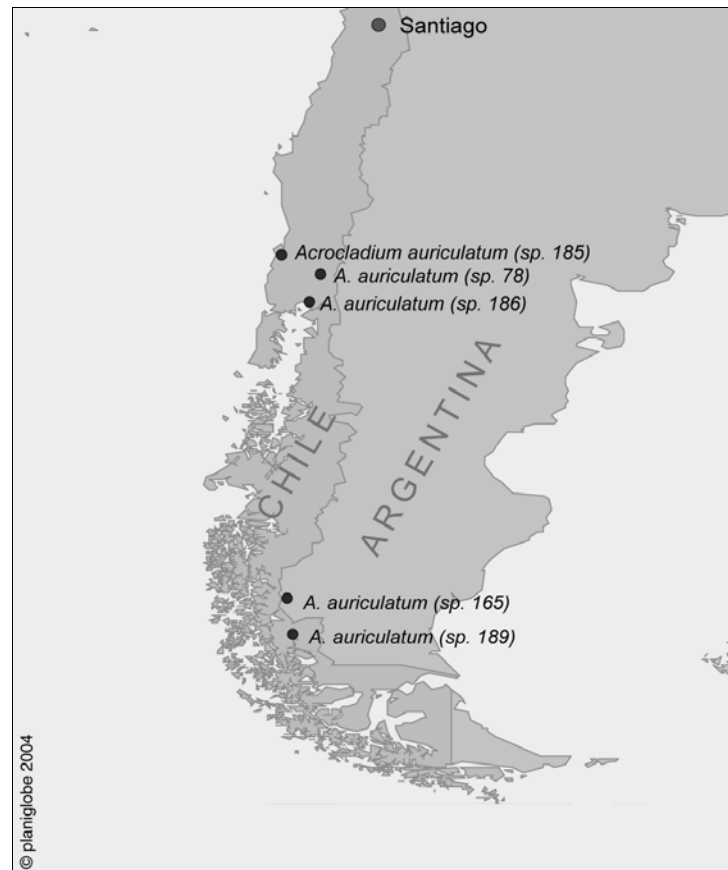 Santiago
Acrocladium auriculatum (sp. 185)
A. auriculatum (sp. 78)
A. auriculatum (sp. 186)
CHILE
ARGENTINA
A. auriculatum (sp. 165)
A. auriculatum (sp. 189)
© planiglobe 2004